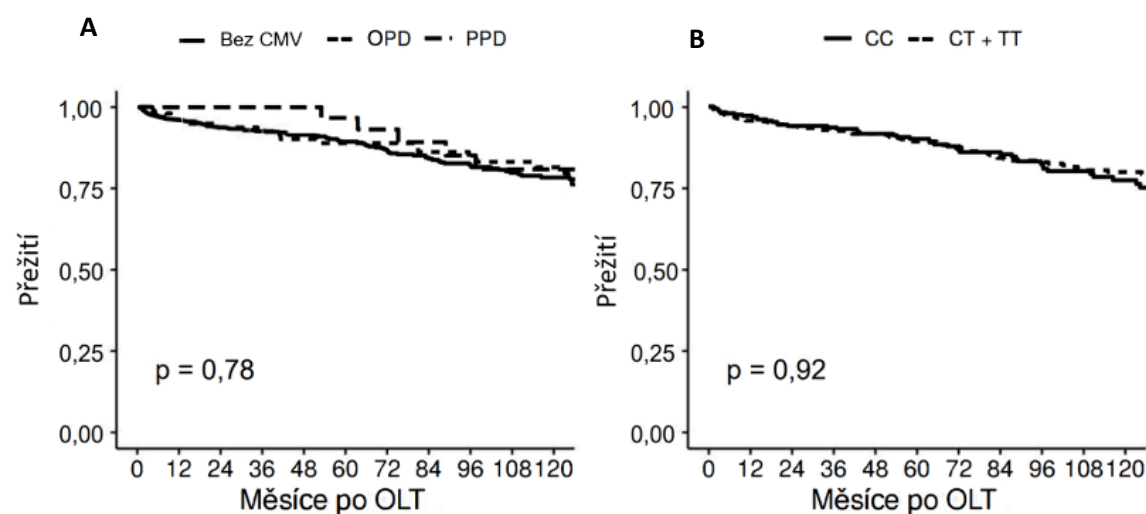 A
Bez CMV OPD PPD
Přežití
1,00
0,75
0,50
0,25
0,00
p = 0,78
0 12 24 36 48 60 72 84 96 108 120
Měsíce po OLT
B
CC CT + TT
Přežití
1,00
0,75
0,50
0,25
0,00
p = 0,92
0 12 24 36 48 60 72 84 96 108 120
Měsíce po OLT